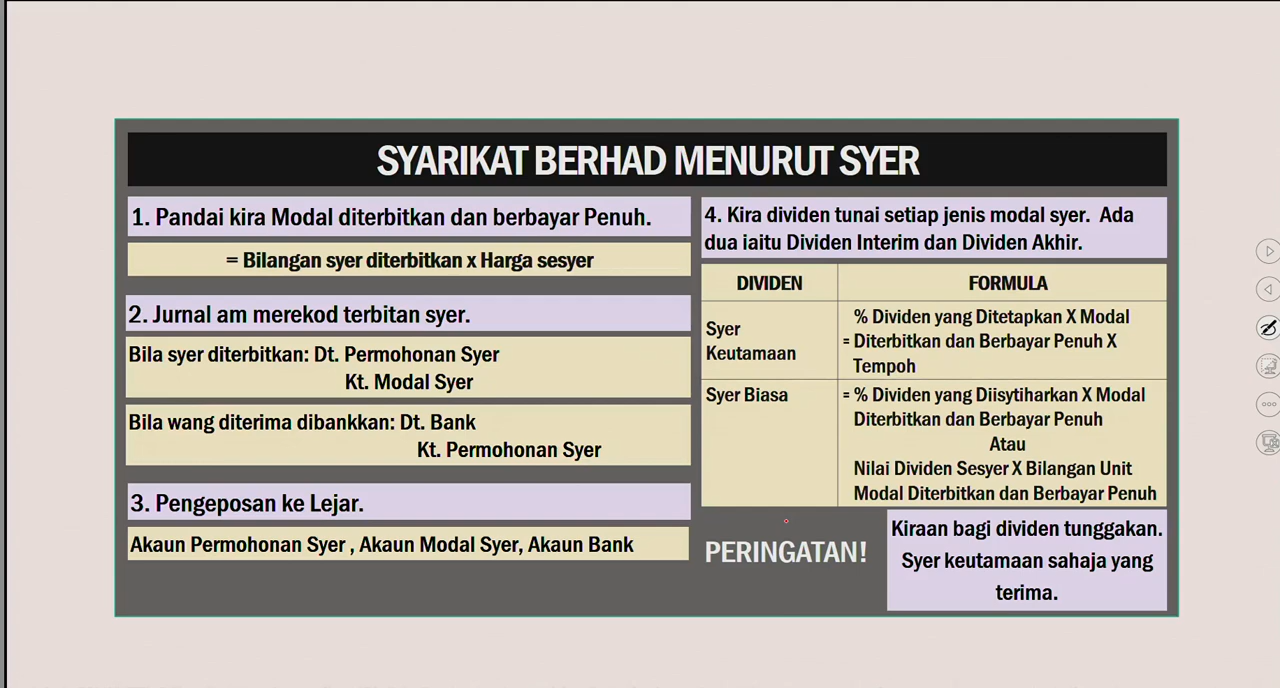 SYARIKAT BERHAD MENURUT SYER
1. Pandai kira Modal diterbitkan dan berbayar Penuh.
= Bilangan syer diterbitkan x Harga sesyer
2. Jurnal am merekod terbitan syer.
Bila syer diterbitkan: Dt. Permohonan Syer
Kt. Modal Syer
Bila wang diterima dibankkan: Dt. Bank
Kt. Permohonan Syer
3. Pengeposan ke Lejar.
Akaun Permohonan Syer , Akaun Modal Syer, Akaun Bank
4. Kira dividen tunai setiap jenis modal syer. Ada
dua iaitu Dividen Interim dan Dividen Akhir.
DIVIDEN FORMULA
Syer
Keutamaan
% Dividen yang Ditetapkan X Modal
= Diterbitkan dan Berbayar Penuh X
Tempoh
Syer Biasa
= % Dividen yang Diisytiharkan X Modal
Diterbitkan dan Berbayar Penuh
Atau
Nilai Dividen Sesyer X Bilangan Unit
Modal Diterbitkan dan Berbayar Penuh
PERINGATAN!
Kiraan bagi dividen tunggakan.
Syer keutamaan sahaja yang
terima.